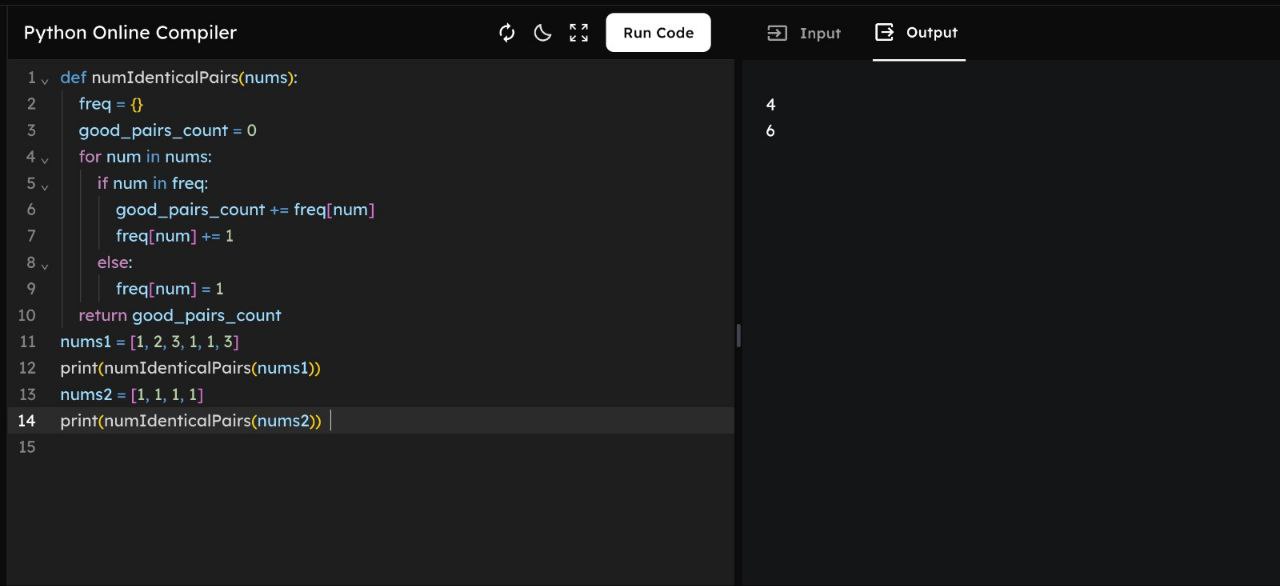 Python Online Compiler
Run Code
Input
Output
1 def numIdenticalPairs(nums):
2   freq = {}
3   good_pairs_count = 0
4   for num in nums:
5     if num in freq:
6       good_pairs_count += freq[num]
7       freq[num] += 1
8     else:
9       freq[num] = 1
10   return good_pairs_count
11 nums1 = [1, 2, 3, 1, 1, 3]
12 print(numIdenticalPairs(nums1))
13 nums2 = [1, 1, 1, 1]
14 print(numIdenticalPairs(nums2))
15
4
6